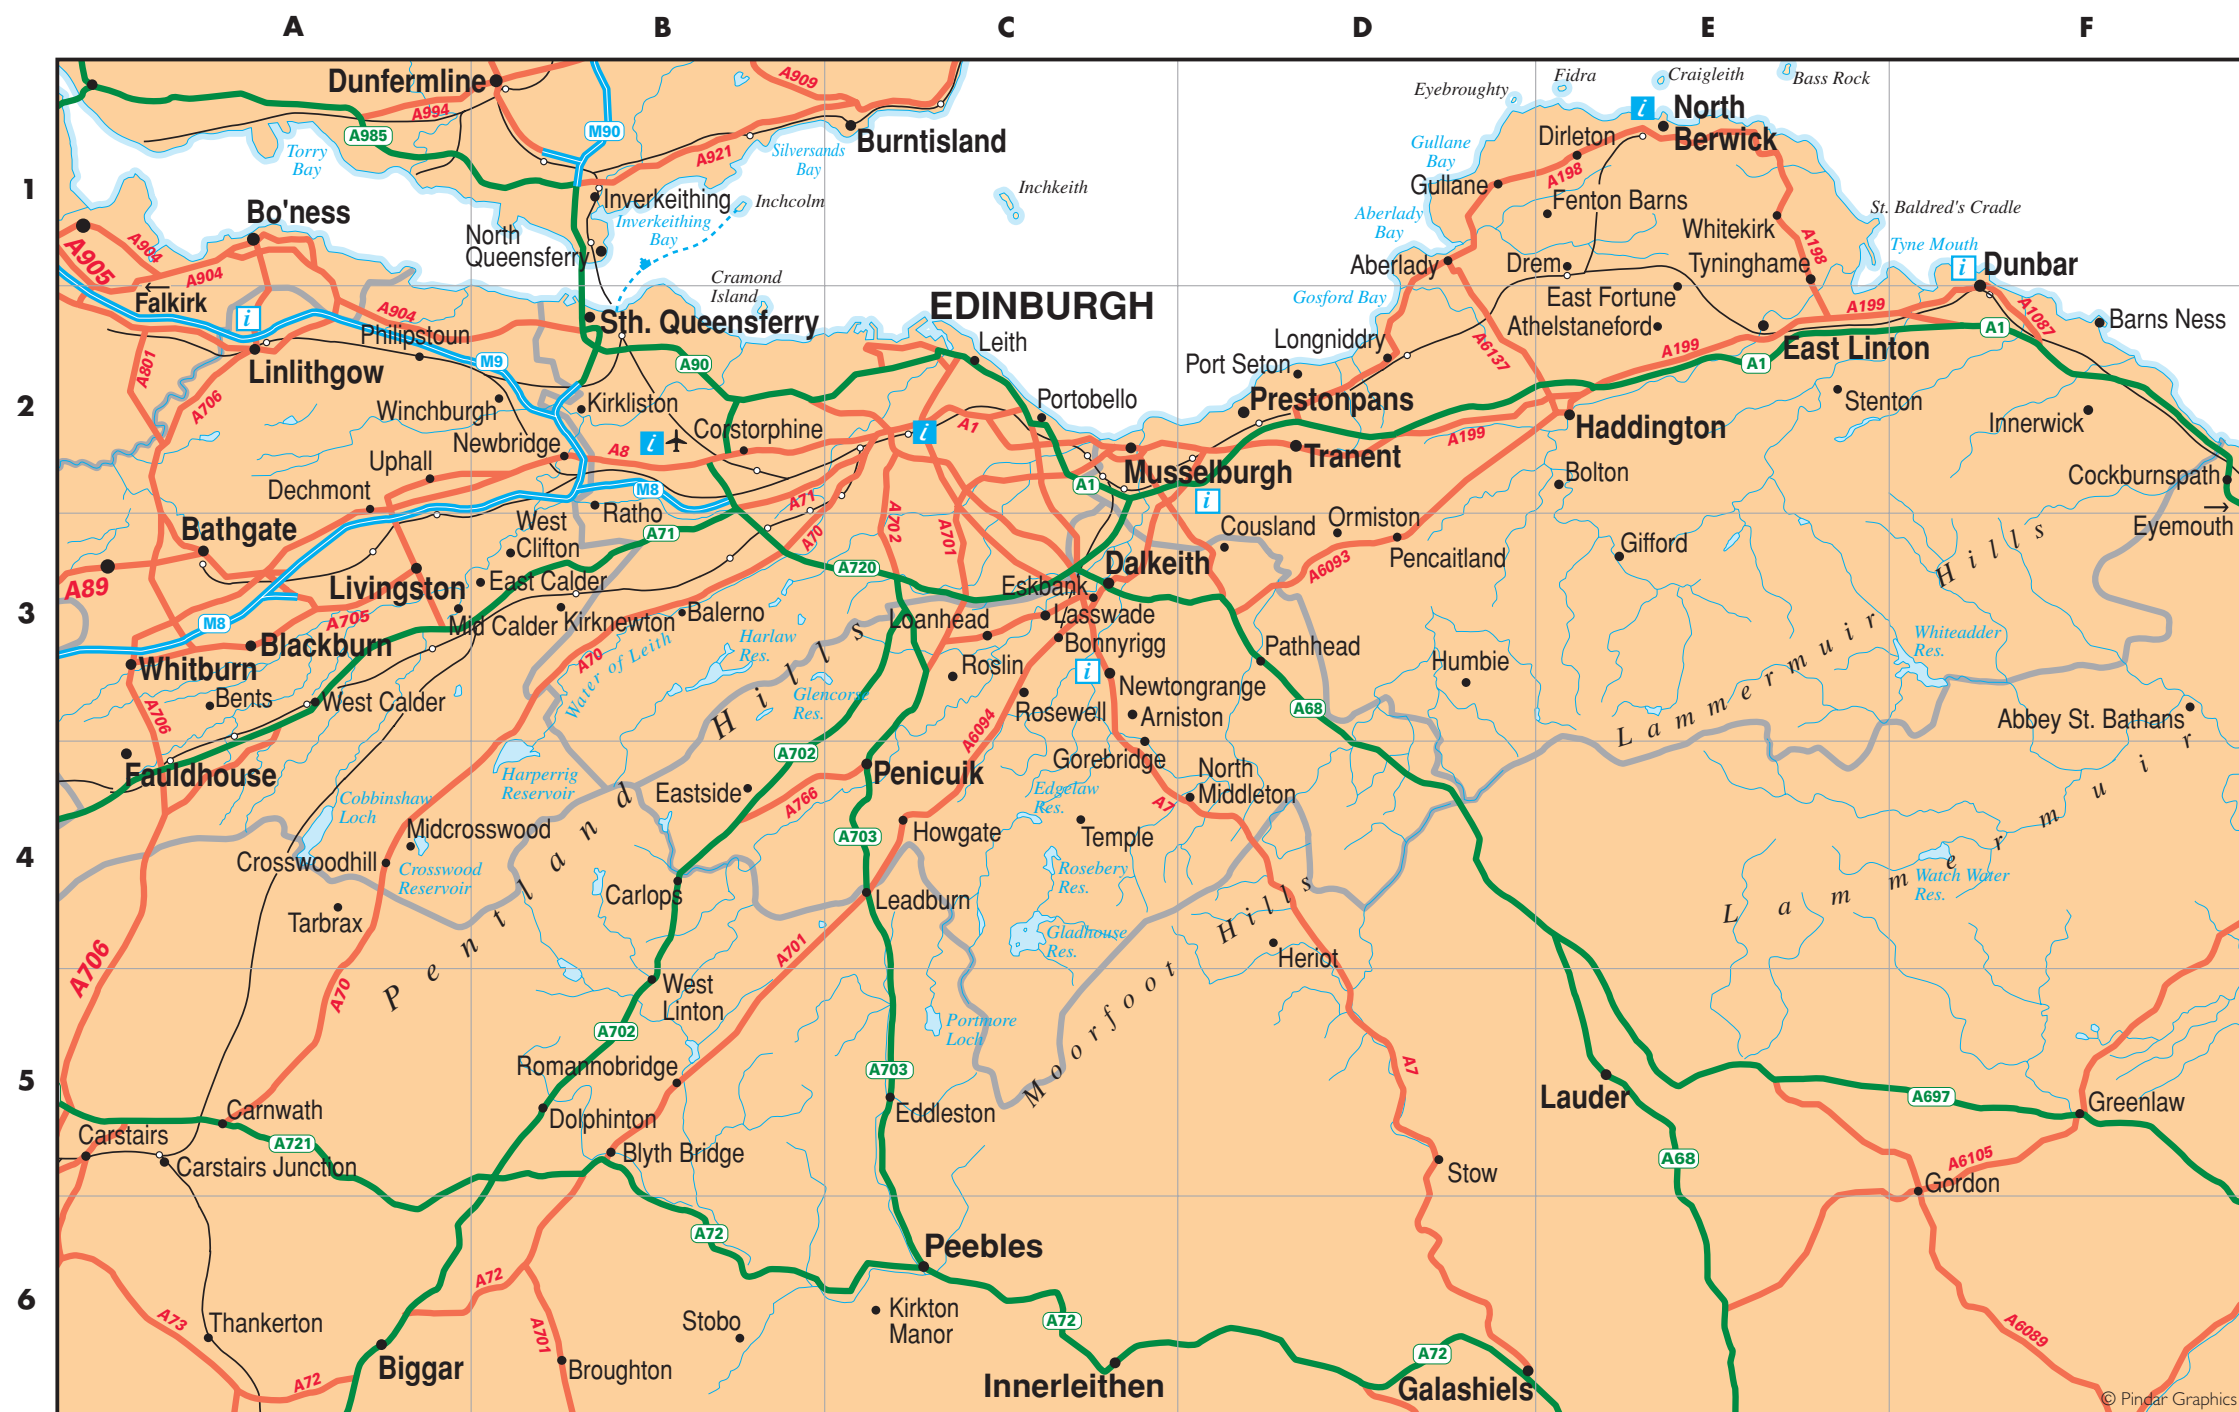 A B C D E F
1
2
3
4
5
6
Dunfermline
A909
A994
A985
M90
A921
Burntisland
Torry
Bay
Silversands
Bay
Inverkeithing
Inverkeithing
Bay
Inchcolm
Inchkeith
North
Queensferry
Bo'ness
A905
A904
A904
A904
Falkirk
Cramond
Island
Eyebroughty
Fidra
Craigleith
Bass Rock
North
Berwick
Dirleton
Gullane
Bay
Gullane
A198
Fenton Barns
Aberlady
Bay
Whitekirk
A198
St. Baldred's Cradle
Tyne Mouth
Aberlady
Drem
Tyninghame
Dunbar
i
i
i
i
i
i
i
Gosford Bay
East Fortune
Athelstaneford
A199
A1
A1087
Barns Ness
EDINBURGH
Leith
Sth. Queensferry
Philipstoun
M9
A90
Linlithgow
A801
A706
Winchburgh
Kirkliston
Newbridge
Corstorphine
A8
A1
Portobello
Longniddry
Port Seton
A6137
A199
A1
East Linton
Prestonpans
Stenton
Innerwick
Haddington
Tranent
A199
Musselburgh
Bolton
Cockburnspath
Eyemouth
Uphall
Dechmont
M8
Ratho
A71
A71
A70
A702
A701
A1
Bathgate
West
Clifton
Cousland
Ormiston
Pencaitland
Gifford
A6093
A89
Livingston
East Calder
A720
Dalkeith
Eskbank
Lasswade
Loanhead
M8
A705
Mid Calder
Kirknewton
Balerno
Blackburn
Whitburn
Bents
West Calder
A70
Water of Leith
Harlaw
Res.
Glencorse
Res.
Bonnyrigg
Roslin
Pathhead
Humbie
Whiteadder
Res.
Newtongrange
Rosewell
Arniston
A68
Abbey St. Bathans
A706
Fauldhouse
Harperrig
Reservoir
A702
A6094
Gorebridge
Penicuik
North
Middleton
Edgelaw
Res.
A7
Temple
Eastside
A766
A703
Howgate
Cobbinshaw
Loch
Midcrosswood
Crosswoodhill
Crosswood
Reservoir
Carlops
Leadburn
Rosebery
Res.
Watch Water
Res.
Tarbrax
Gladhouse
Res.
Heriot
Pentland Hills
Moorfoot Hills
Lammermuir Hills
Lammermuir
A706
A70
A701
West
Linton
A702
Portmore
Loch
Romannobridge
A703
A7
Lauder
A697
Greenlaw
Carnwath
Dolphinton
Eddleston
Carstairs
A721
Blyth Bridge
Carstairs Junction
A68
A6105
Stow
Gordon
A72
Peebles
A72
Kirkton
Manor
Stobo
A73
Thankerton
A701
A72
A6089
Biggar
A72
Broughton
Innerleithen
A72
Galashiels
© Pindar Graphics